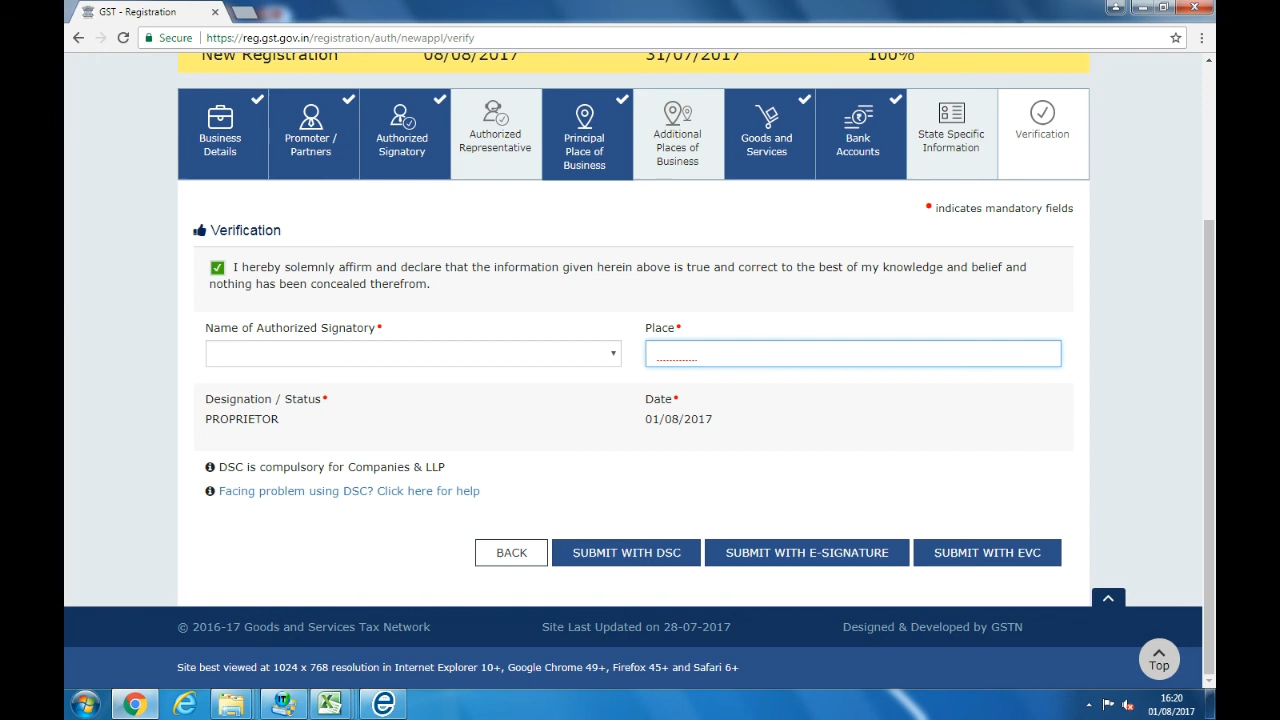 GST - Registration
Secure https://reg.gst.gov.in/registration/auth/newappl/verify
New Registration 08/08/2017 31/07/2017 100%
Business Details
Promoter / Partners
Authorized Signatory
Authorized Representative
Principal Place of Business
Additional Places of Business
Goods and Services
Bank Accounts
State Specific Information
Verification
• indicates mandatory fields
Verification
I hereby solemnly affirm and declare that the information given herein above is true and correct to the best of my knowledge and belief and
nothing has been concealed therefrom.
Name of Authorized Signatory• Place•
Designation / Status• Date•
PROPRIETOR 01/08/2017
DSC is compulsory for Companies & LLP
Facing problem using DSC? Click here for help
BACK SUBMIT WITH DSC SUBMIT WITH E-SIGNATURE SUBMIT WITH EVC
© 2016-17 Goods and Services Tax Network Site Last Updated on 28-07-2017 Designed & Developed by GSTN
Site best viewed at 1024 x 768 resolution in Internet Explorer 10+, Google Chrome 49+, Firefox 45+ and Safari 6+
Top
16:20
01/08/2017